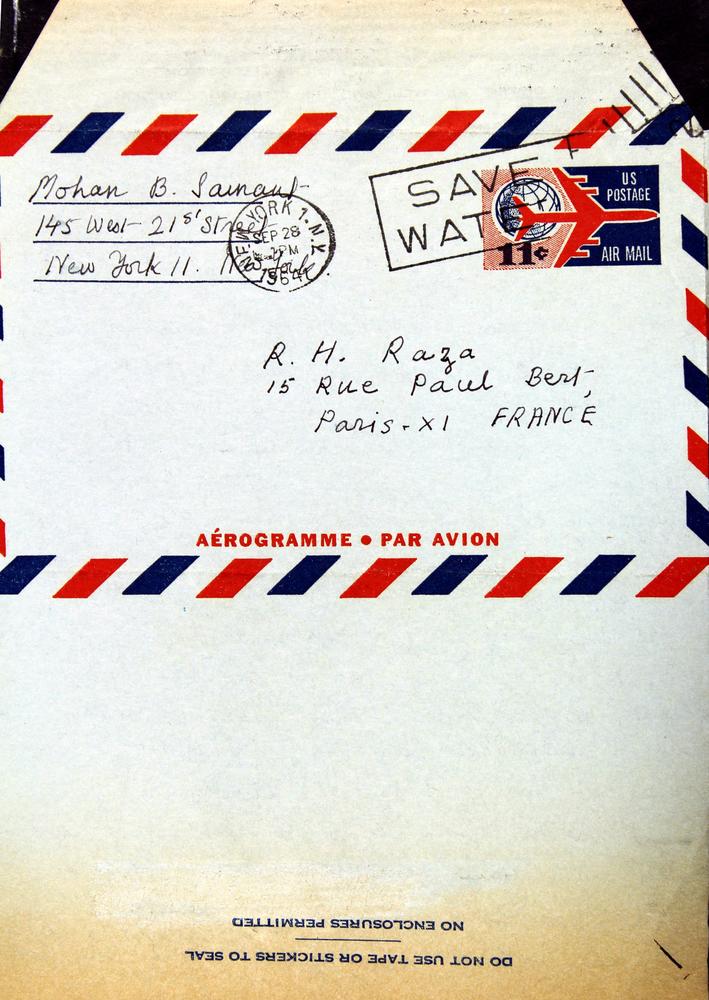 Mohan B. Samant
145 West 21st Street
New York 11. New York
NEW YORK 1, N.Y.
SEP 28
PM
1964
SAVE
WAT
US
POSTAGE
11¢
AIR MAIL
R. H. Raza
15 Rue Paul Bert,
Paris-XI FRANCE
AÉROGRAMME • PAR AVION
NO ENCLOSURES PERMITTED
DO NOT USE TAPE OR STICKERS TO SEAL